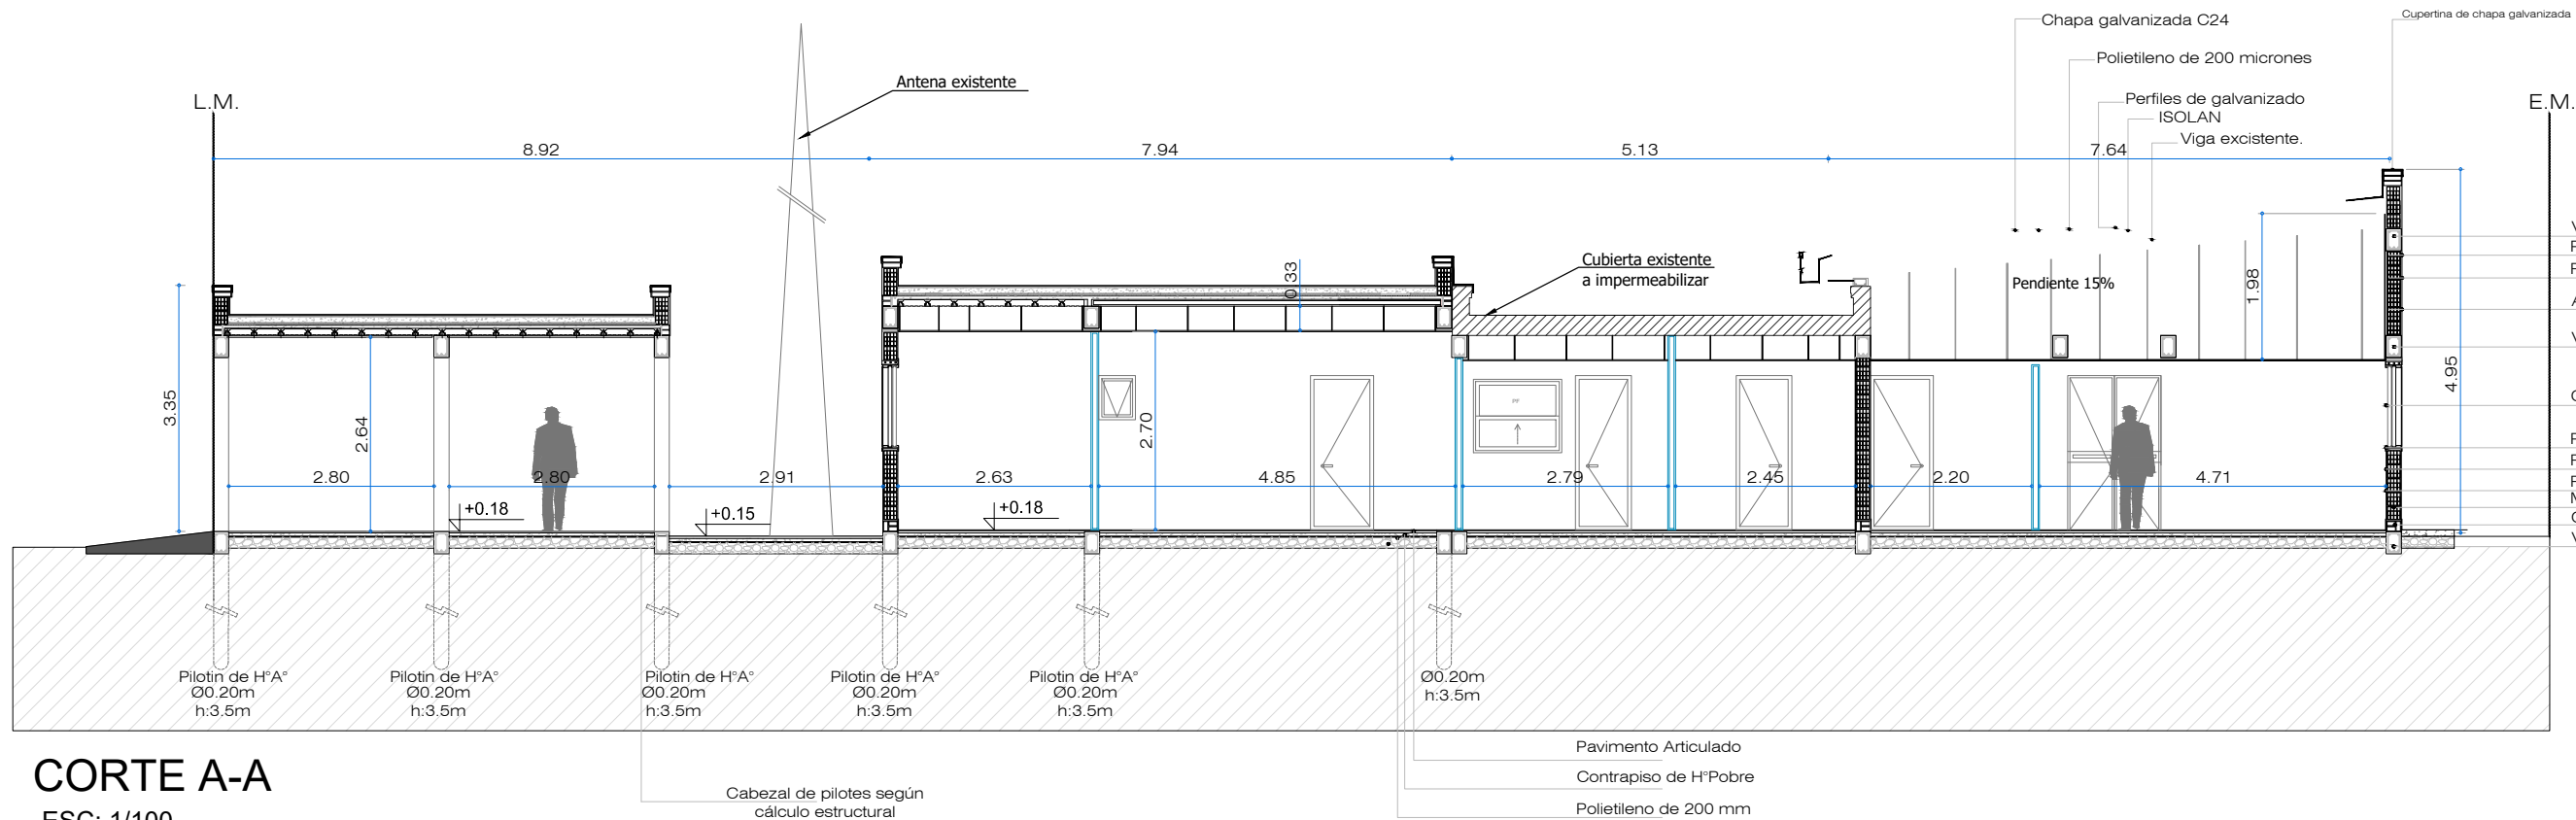 Chapa galvanizada C24
Cupertina de chapa galvanizada
Polietileno de 200 micrones
Antena existente
L.M.
E.M.
Perfiles de galvanizado
ISOLAN
Viga excistente.
8.92
7.94
5.13
7.64
Cubierta existente
a impermeabilizar
0.33
Pendiente 15%
1.98
3.35
2.64
2.70
4.95
PF
2.80
2.80
2.91
2.63
4.85
2.79
2.45
2.20
4.71
+0.18
+0.15
+0.18
Pilotin de H°A°
Ø0.20m
h:3.5m
Pilotin de H°A°
Ø0.20m
h:3.5m
Pilotin de H°A°
Ø0.20m
h:3.5m
Pilotin de H°A°
Ø0.20m
h:3.5m
Pilotin de H°A°
Ø0.20m
h:3.5m
Ø0.20m
h:3.5m
Pavimento Articulado
Contrapiso de H°Pobre
Polietileno de 200 mm
Cabezal de pilotes según
cálculo estructural
CORTE A-A
ESC: 1/100